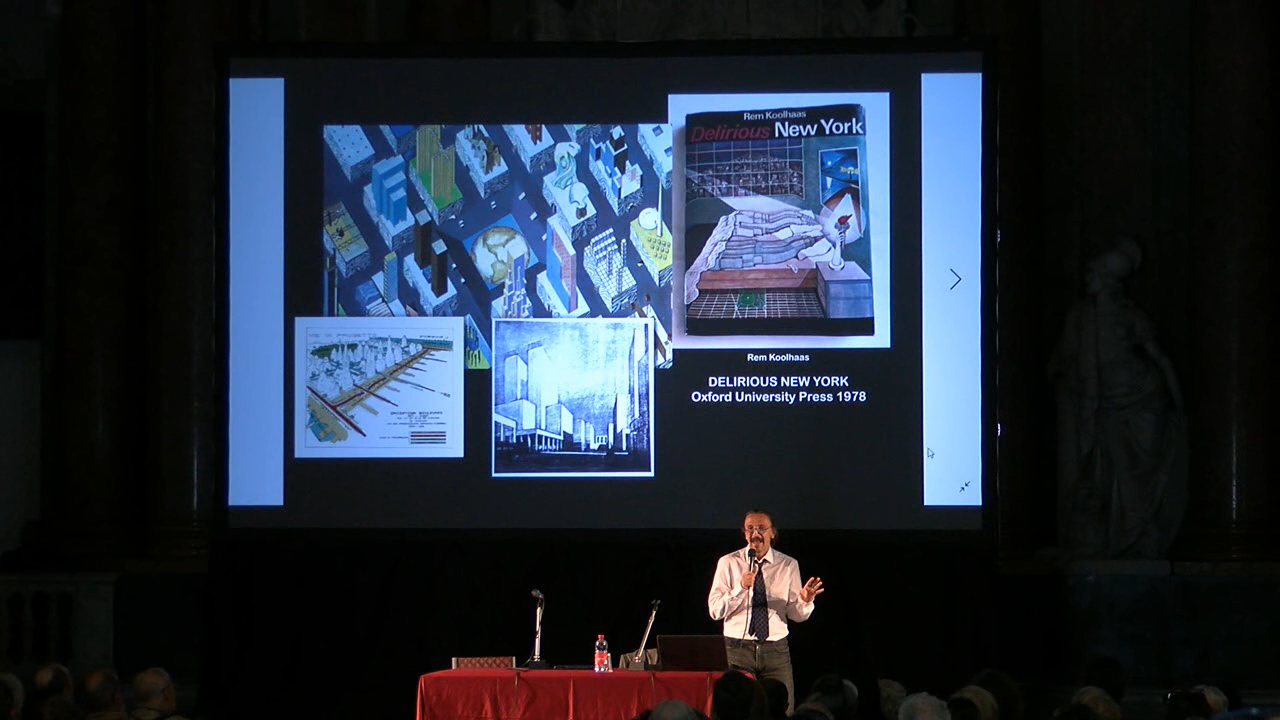 Rem Koolhaas
Delirious New York
Rem Koolhaas
DELIRIOUS NEW YORK
Oxford University Press 1978